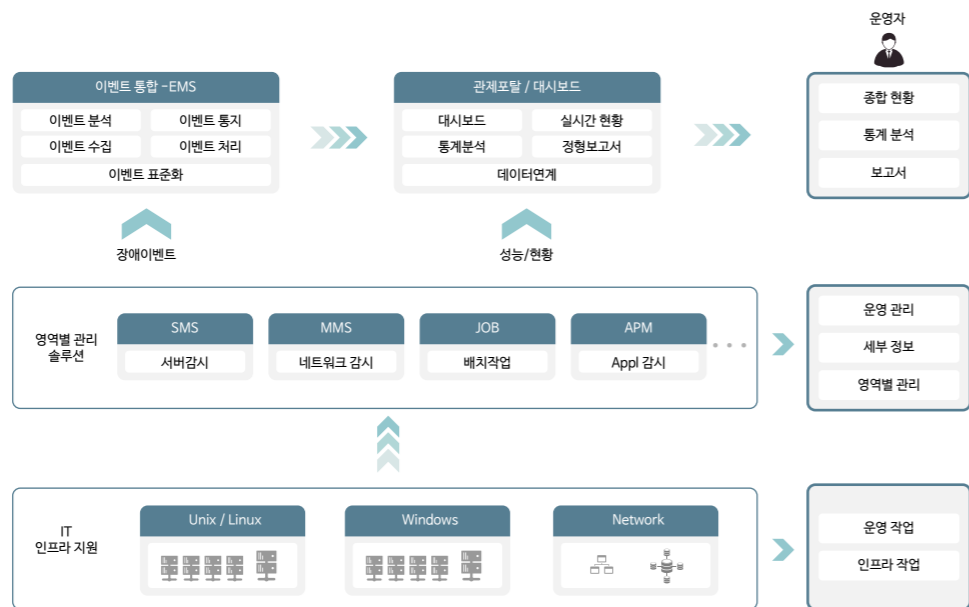 운영자
이벤트 통합 -EMS
이벤트 분석
이벤트 통지
이벤트 수집
이벤트 처리
이벤트 표준화
관제포탈 / 대시보드
대시보드
실시간 현황
통계분석
정형보고서
데이터연계
종합 현황
통계 분석
보고서
장애이벤트
성능/현황
영역별 관리
솔루션
SMS
서버감시
MMS
네트워크 감시
JOB
배치작업
APM
Appl 감시
운영 관리
세부 정보
영역별 관리
IT
인프라 지원
Unix / Linux
Windows
Network
운영 작업
인프라 작업